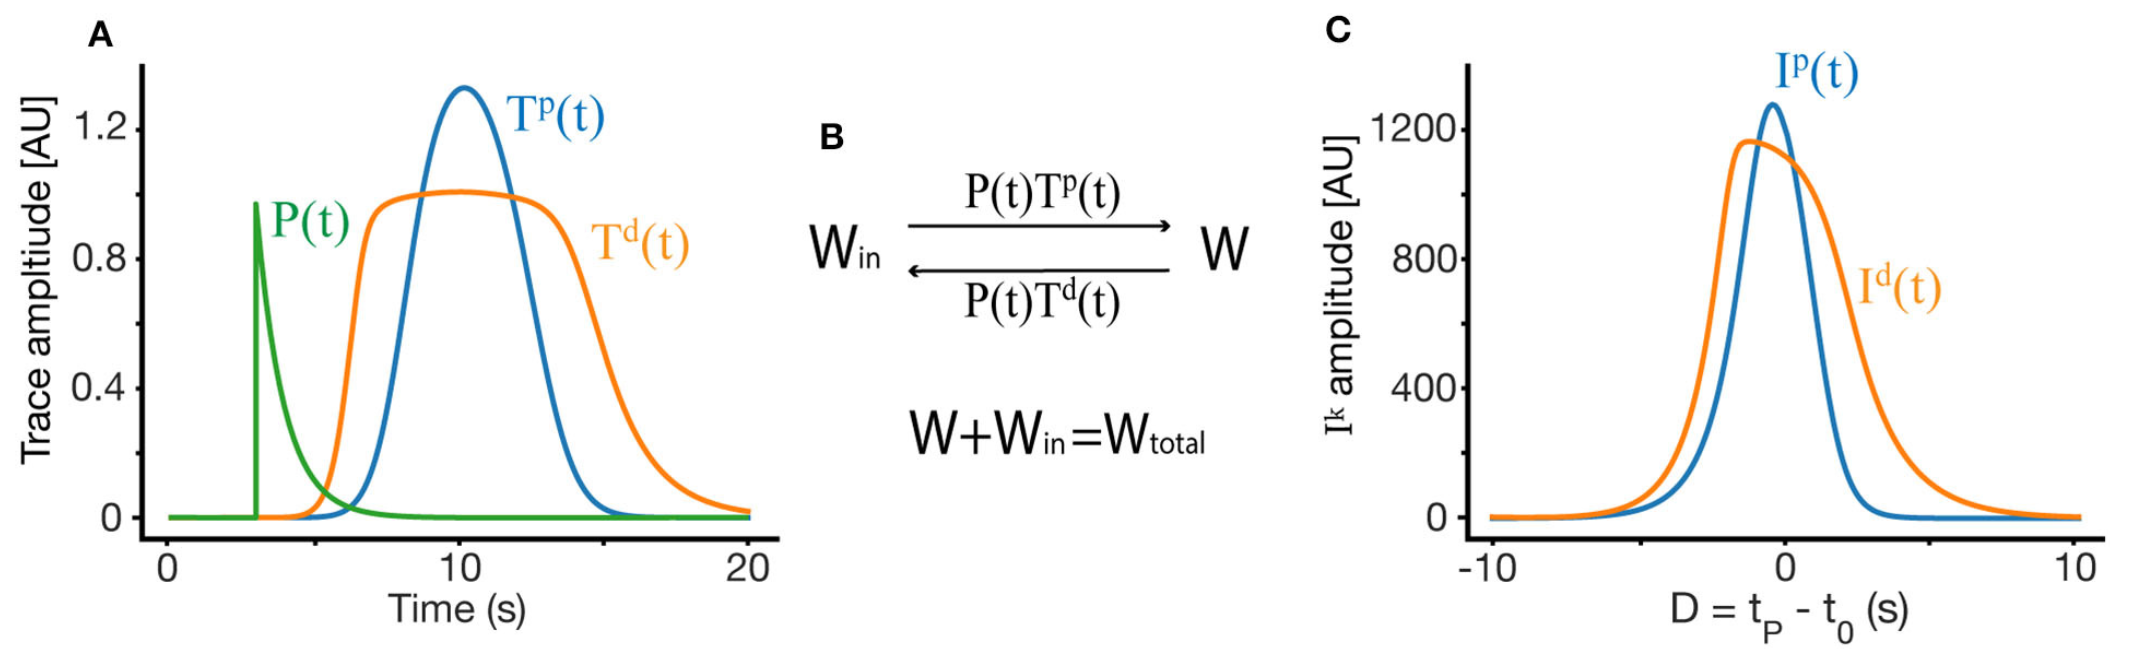 A
Trace ampltiude [AU]
1.2
0.8
0.4
0
P(t)
Tᵖ(t)
Tᵈ(t)
0 10 20
Time (s)
B
P(t)Tᵖ(t)
Wᵢₙ W
P(t)Tᵈ(t)
W+Wᵢₙ=Wtotal
C
Iᵏ amplitude [AU]
1200
800
400
0
Iᵖ(t)
Iᵈ(t)
-10 0 10
D = tP - t0 (s)